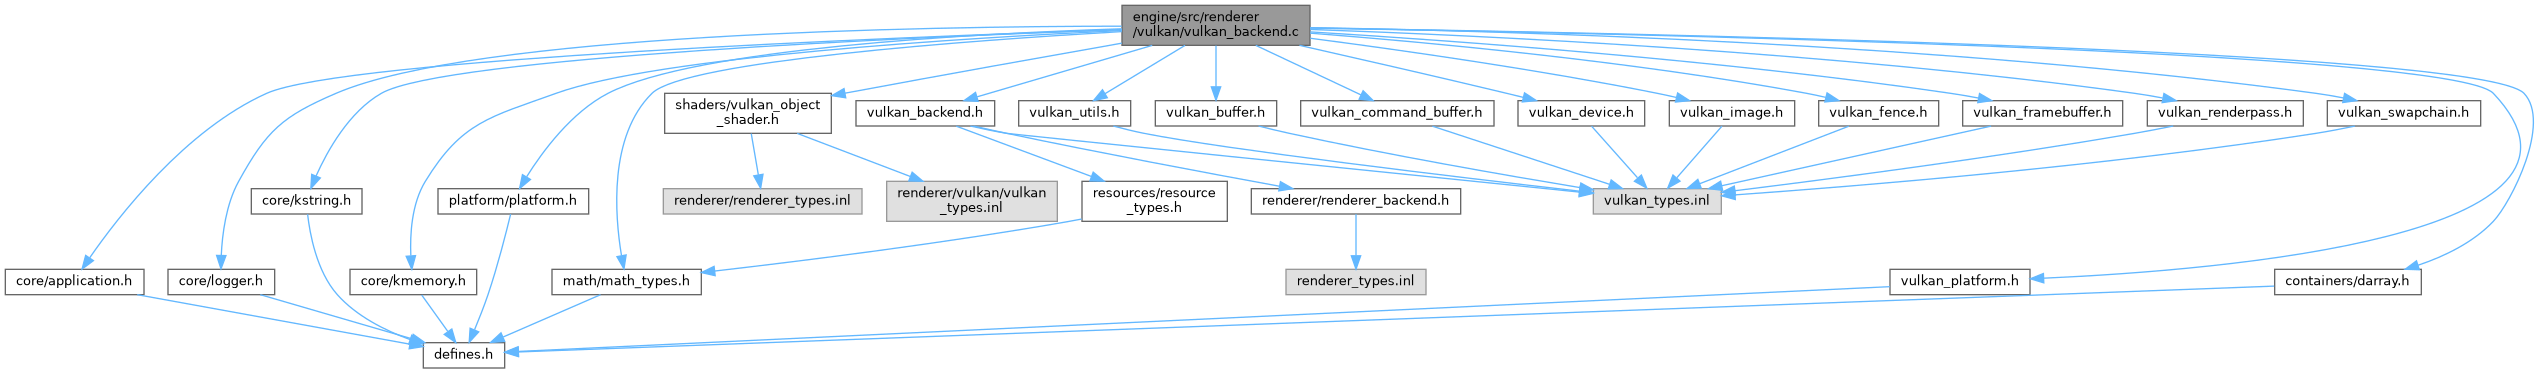 engine/src/renderer
/vulkan/vulkan_backend.c
shaders/vulkan_object
_shader.h
vulkan_backend.h
vulkan_utils.h
vulkan_buffer.h
vulkan_command_buffer.h
vulkan_device.h
vulkan_image.h
vulkan_fence.h
vulkan_framebuffer.h
vulkan_renderpass.h
vulkan_swapchain.h
core/kstring.h
platform/platform.h
renderer/renderer_types.inl
renderer/vulkan/vulkan
_types.inl
resources/resource
_types.h
renderer/renderer_backend.h
vulkan_types.inl
core/application.h
core/logger.h
core/kmemory.h
math/math_types.h
renderer_types.inl
vulkan_platform.h
containers/darray.h
defines.h